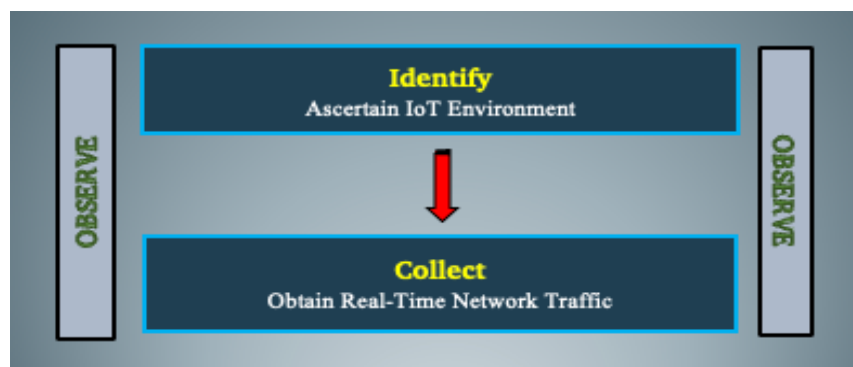 OBSERVE
Identify
Ascertain IoT Environment
Collect
Obtain Real-Time Network Traffic
OBSERVE